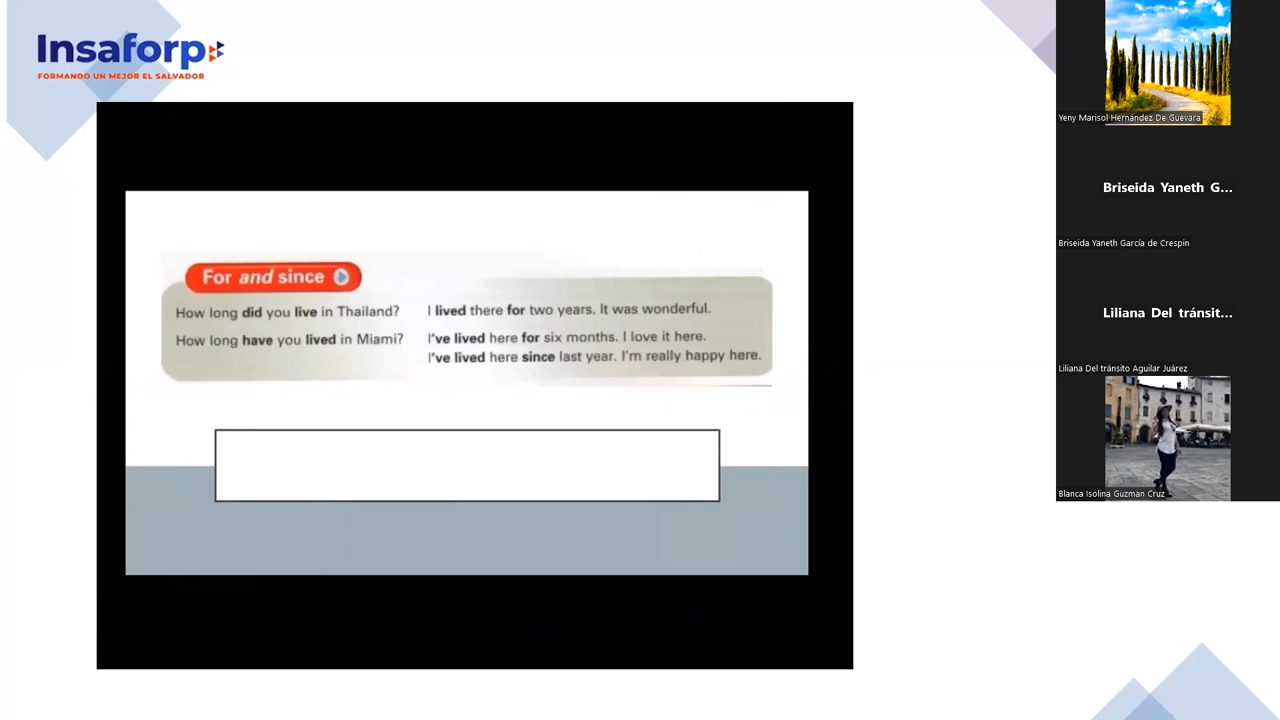 Insaforp
FORMANDO UN MEJOR EL SALVADOR
For and since
How long did you live in Thailand? I lived there for two years. It was wonderful.
How long have you lived in Miami? I've lived here for six months. I love it here.
I've lived here since last year. I'm really happy here.
Yeny Marisol Hernández De Guevara
Briseida Yaneth G...
Briseida Yaneth García de Crespin
Liliana Del tránsit...
Liliana Del tránsito Aguilar Juárez
Blanca Isolina Guzman Cruz